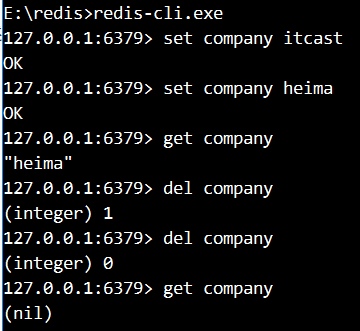 E:\redis>redis-cli.exe
127.0.0.1:6379> set company itcast
OK
127.0.0.1:6379> set company heima
OK
127.0.0.1:6379> get company
"heima"
127.0.0.1:6379> del company
(integer) 1
127.0.0.1:6379> del company
(integer) 0
127.0.0.1:6379> get company
(nil)